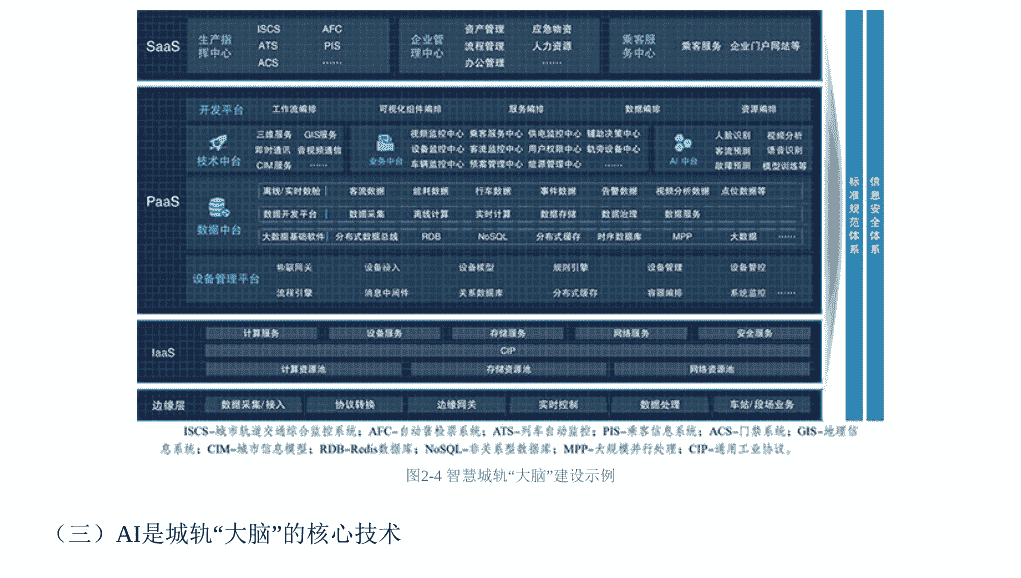 SaaS
生产指挥中心
ISCS AFC
ATS PIS
ACS ……
企业管理中心
资产管理 应急物资
流程管理 人力资源
办公管理 ……
乘客服务中心
乘客服务 企业门户网站等
PaaS
开发平台 工作流编排 可视化组件编排 服务编排 数据编排 资源编排
技术中台
三维服务 GIS服务
即时通讯 音视频通信
CIM服务 ……
业务中台
视频监控中心 乘客服务中心 供电监控中心 辅助决策中心
设备监控中心 客流监控中心 用户权限中心 轨旁设备中心
车辆监控中心 预案管理中心 能源管理中心 ……
AI 中台
人脸识别 视频分析
客流预测 语音识别
故障预测 模型训练等
数据中台
离线/实时数舱 客流数据 能耗数据 行车数据 事件数据 告警数据 视频分析数据 点位数据等
数据开发平台 数据采集 离线计算 实时计算 数据存储 数据治理 数据服务
大数据基础软件 分布式数据总线 RDB NoSQL 分布式缓存 时序数据库 MPP 大数据 ……
设备管理平台
物联网关 设备接入 设备模型 规则引擎 设备管理 设备管控
流程引擎 消息中间件 关系数据库 分布式缓存 容器编排 系统监控 ……
IaaS
计算服务 设备服务 存储服务 网络服务 安全服务
CIP
计算资源池 存储资源池 网络资源池
边缘层 数据采集/接入 协议转换 边缘网关 实时控制 数据处理 车站/段场业务
标准规范体系
信息安全体系
ISCS-城市轨道交通综合监控系统；AFC-自动售检票系统；ATS-列车自动监控；PIS-乘客信息系统；ACS-门禁系统；GIS-地理信
息系统；CIM-城市信息模型；RDB-Redis数据库；NoSQL-非关系型数据库；MPP-大规模并行处理；CIP-通用工业协议。
图2-4 智慧城轨“大脑”建设示例
（三）AI是城轨“大脑”的核心技术